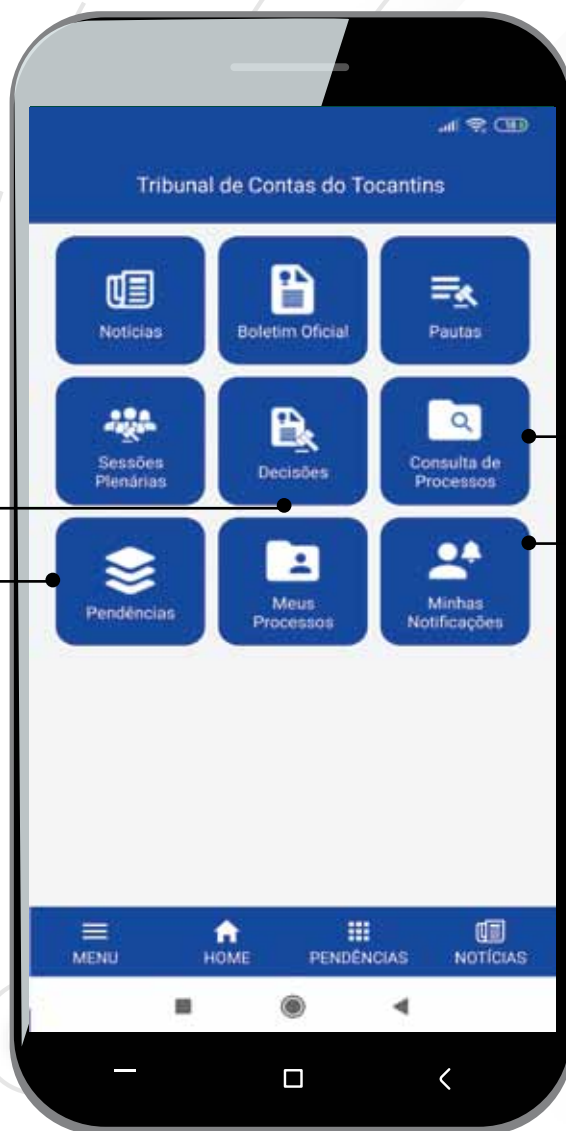 Tribunal de Contas do Tocantins
Notícias
Boletim Oficial
Pautas
Sessões
Plenárias
Decisões
Consulta de
Processos
Pendências
Meus
Processos
Minhas
Notificações
MENU
HOME
PENDÊNCIAS
NOTÍCIAS